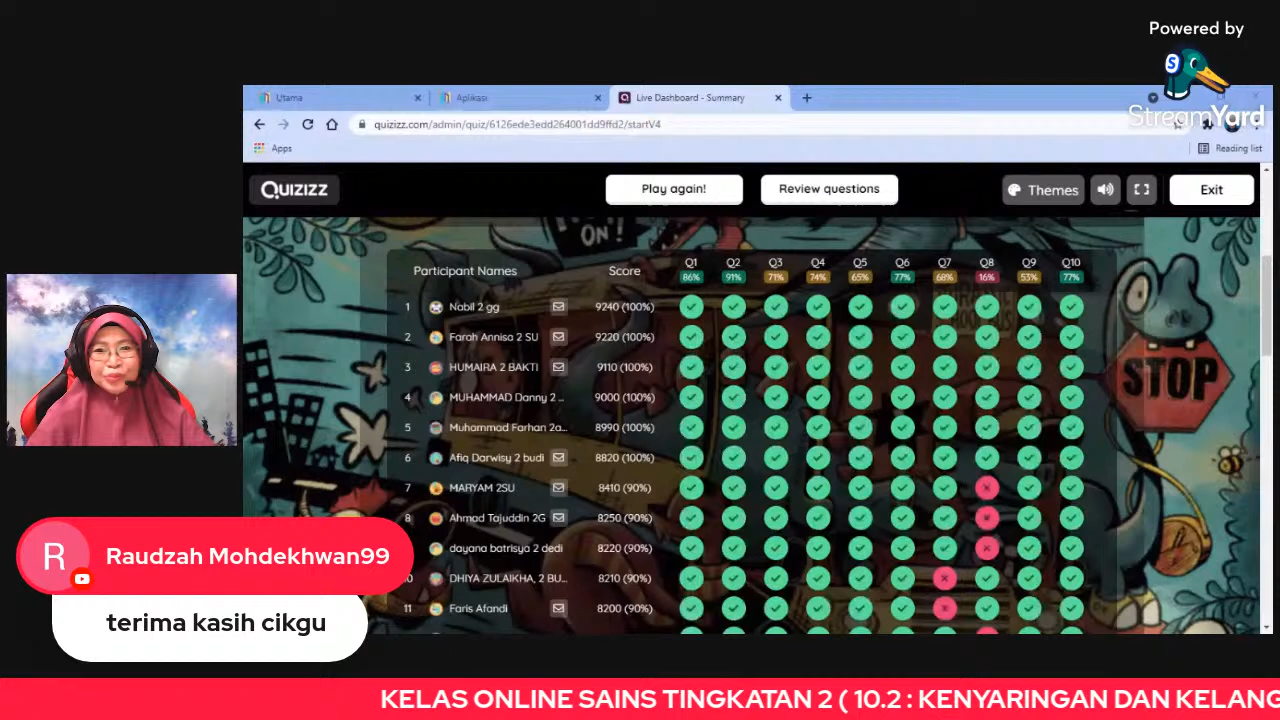 Powered by
StreamYard
Utama
Aplikasi
Live Dashboard - Summary
quizizz.com/admin/quiz/6126ede3edd264001dd9ffd2/startV4
Apps
Reading list
QUIZIZZ
Play again!
Review questions
Themes
Exit
ON!
STOP
Participant Names Score Q1 Q2 Q3 Q4 Q5 Q6 Q7 Q8 Q9 Q10
86% 91% 71% 74% 65% 77% 68% 16% 53% 77%
1 Nabil 2 gg 9240 (100%)
2 Farah Annisa 2 SU 9220 (100%)
3 HUMAIRA 2 BAKTI 9110 (100%)
4 MUHAMMAD Danny 2 ... 9000 (100%)
5 Muhammad Farhan 2a... 8990 (100%)
6 Afiq Darwisy 2 budi 8820 (100%)
7 MARYAM 2SU 8410 (90%)
8 Ahmad Tajuddin 2G 8250 (90%)
dayana batrisya 2 dedi 8220 (90%)
0 DHIYA ZULAIKHA, 2 BU... 8210 (90%)
11 Faris Afandi 8200 (90%)
R
Raudzah Mohdekhwan99
terima kasih cikgu
KELAS ONLINE SAINS TINGKATAN 2 ( 10.2 : KENYARINGAN DAN KELANG